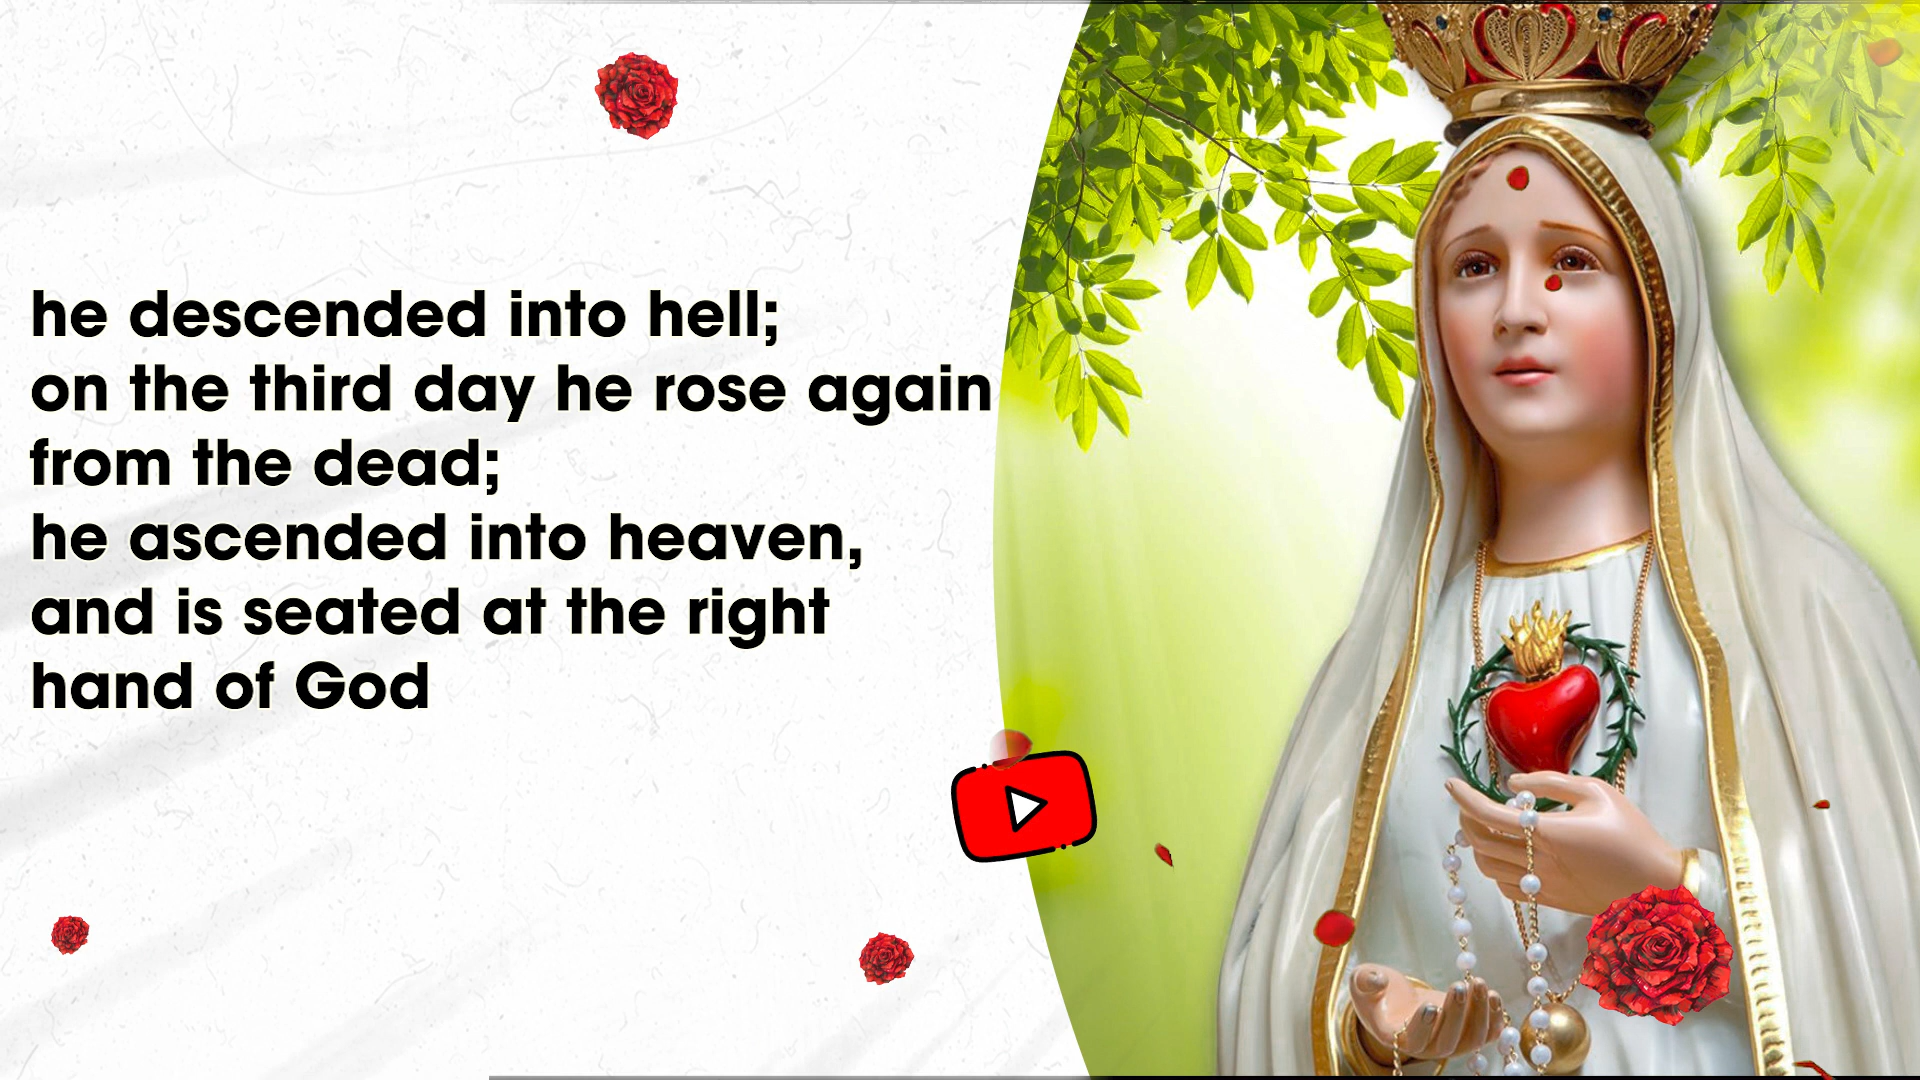 he descended into hell;
on the third day he rose again
from the dead;
he ascended into heaven,
and is seated at the right
hand of God